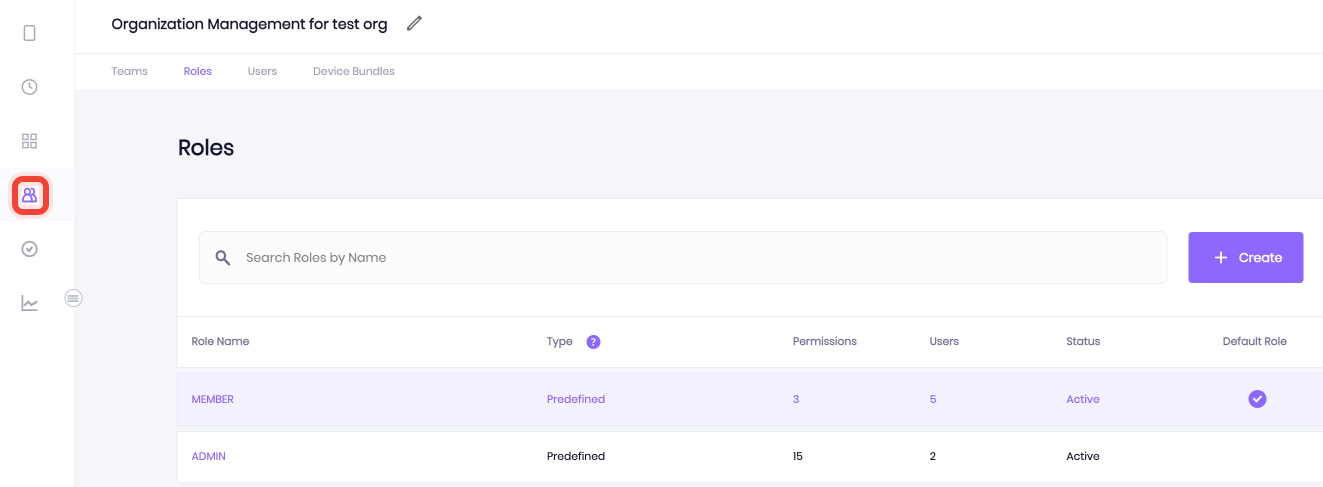 Organization Management for test org
Teams Roles Users Device Bundles
Roles
Search Roles by Name
+ Create
Role Name Type ? Permissions Users Status Default Role
MEMBER Predefined 3 5 Active
ADMIN Predefined 15 2 Active